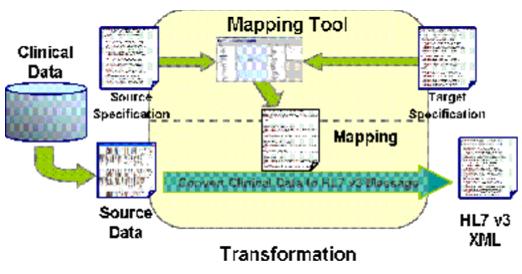 Mapping Tool
Clinical
Data
Source
Specification
Target
Specification
Mapping
Convert Clinical Data to HL7 v3 Message
Source
Data
HL7 v3
XML
Transformation